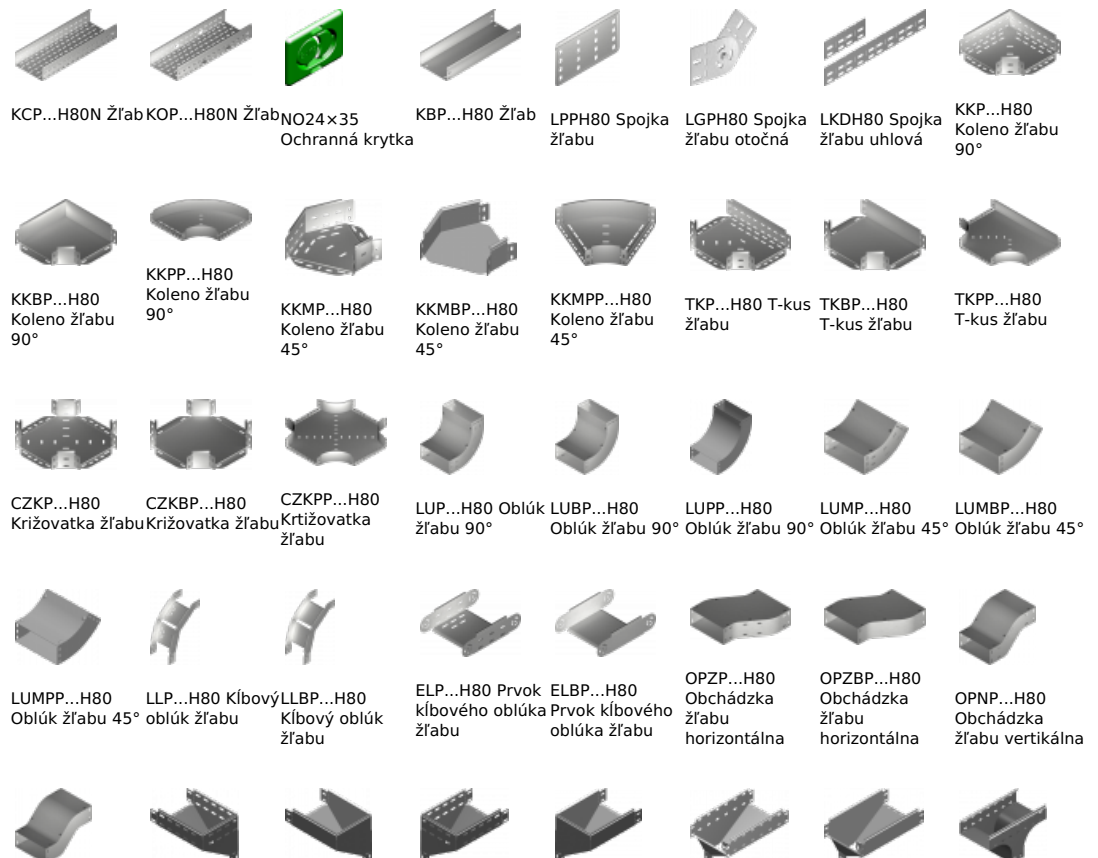 KCP...H80N Žľab
KOP...H80N Žľab
NO24×35
Ochranná krytka
KBP...H80 Žľab
LPPH80 Spojka
žľabu
LGPH80 Spojka
žľabu otočná
LKDH80 Spojka
žľabu uhlová
KKP...H80
Koleno žľabu
90°
KKBP...H80
Koleno žľabu
90°
KKPP...H80
Koleno žľabu
90°
KKMP...H80
Koleno žľabu
45°
KKMBP...H80
Koleno žľabu
45°
KKMPP...H80
Koleno žľabu
45°
TKP...H80 T-kus
žľabu
TKBP...H80
T-kus žľabu
TKPP...H80
T-kus žľabu
CZKP...H80
Križovatka žľabu
CZKBP...H80
Križovatka žľabu
CZKPP...H80
Krtižovatka
žľabu
LUP...H80 Oblúk
žľabu 90°
LUBP...H80
Oblúk žľabu 90°
LUPP...H80
Oblúk žľabu 90°
LUMP...H80
Oblúk žľabu 45°
LUMBP...H80
Oblúk žľabu 45°
LUMPP...H80
Oblúk žľabu 45°
LLP...H80 Kĺbový
oblúk žľabu
LLBP...H80
Kĺbový oblúk
žľabu
ELP...H80 Prvok
kĺbového oblúka
žľabu
ELBP...H80
Prvok kĺbového
oblúka žľabu
OPZP...H80
Obchádzka
žľabu
horizontálna
OPZBP...H80
Obchádzka
žľabu
horizontálna
OPNP...H80
Obchádzka
žľabu vertikálna